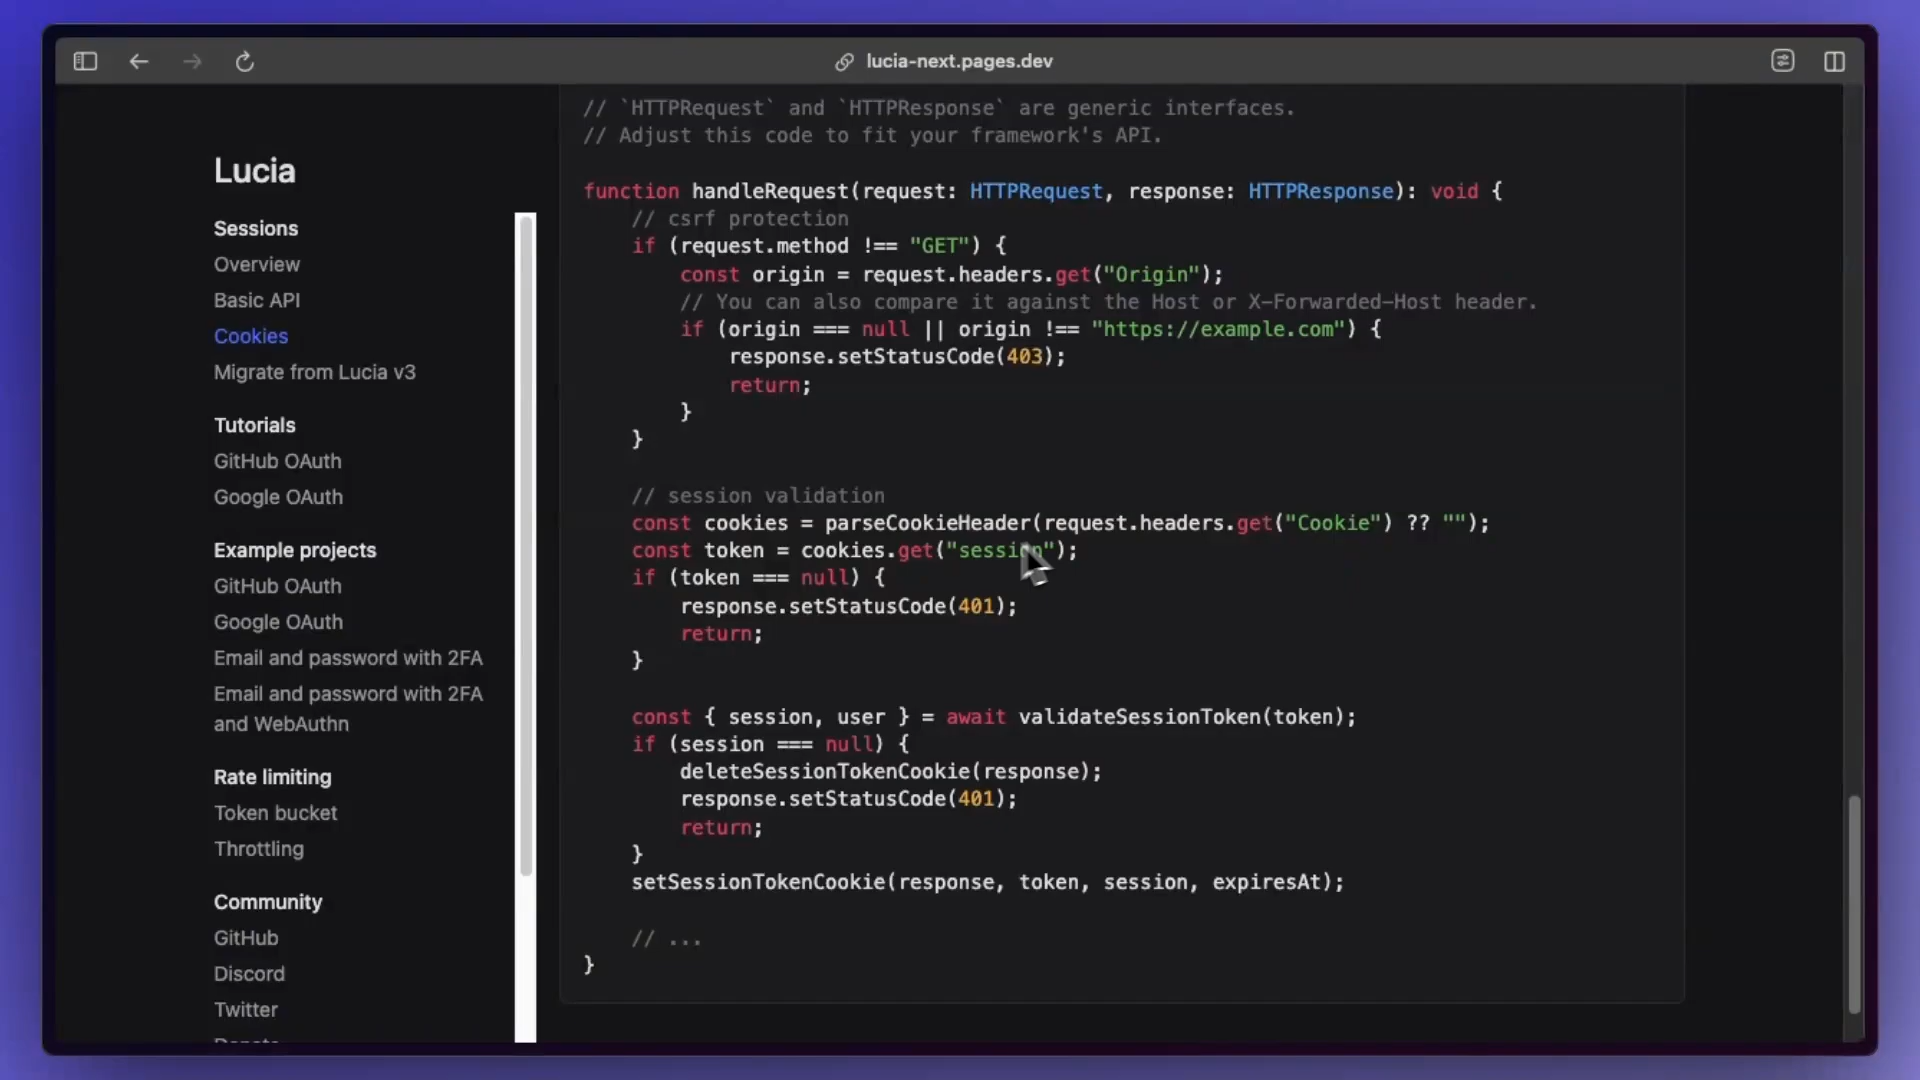 lucia-next.pages.dev
Lucia
Sessions
Overview
Basic API
Cookies
Migrate from Lucia v3
Tutorials
GitHub OAuth
Google OAuth
Example projects
GitHub OAuth
Google OAuth
Email and password with 2FA
Email and password with 2FA
and WebAuthn
Rate limiting
Token bucket
Throttling
Community
GitHub
Discord
Twitter
// `HTTPRequest` and `HTTPResponse` are generic interfaces.
// Adjust this code to fit your framework's API.
function handleRequest(request: HTTPRequest, response: HTTPResponse): void {
// csrf protection
if (request.method !== "GET") {
const origin = request.headers.get("Origin");
// You can also compare it against the Host or X-Forwarded-Host header.
if (origin === null || origin !== "https://example.com") {
response.setStatusCode(403);
return;
}
}
// session validation
const cookies = parseCookieHeader(request.headers.get("Cookie") ?? "");
const token = cookies.get("session");
if (token === null) {
response.setStatusCode(401);
return;
}
const { session, user } = await validateSessionToken(token);
if (session === null) {
deleteSessionTokenCookie(response);
response.setStatusCode(401);
return;
}
setSessionTokenCookie(response, token, session, expiresAt);
// ...
}